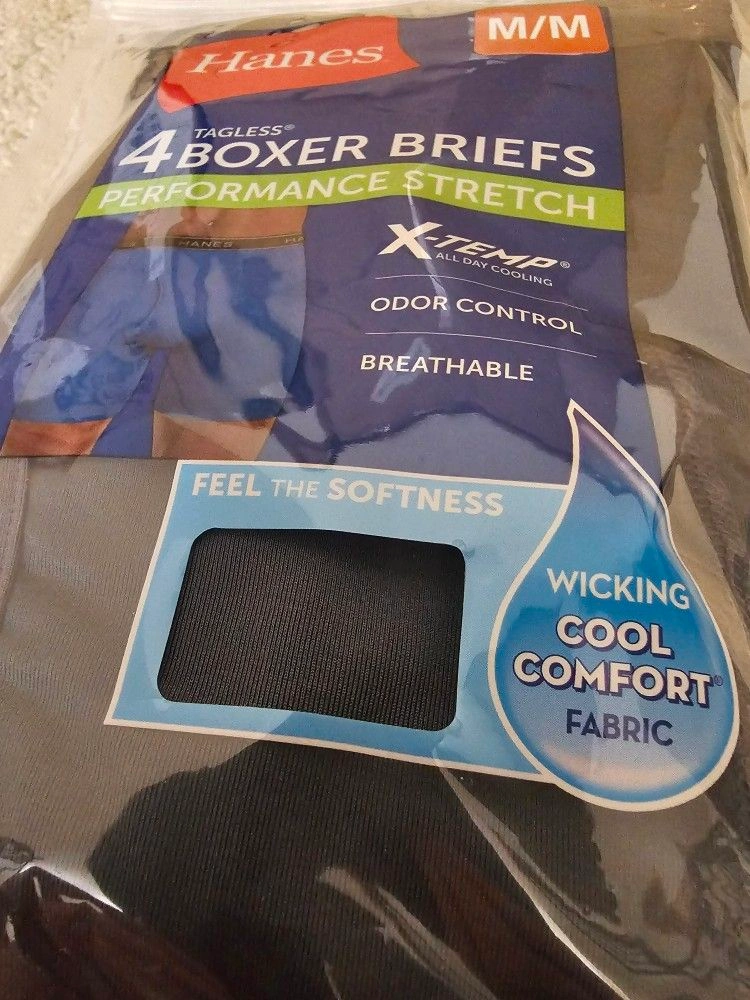 Hanes
M/M
TAGLESS®
4 BOXER BRIEFS
PERFORMANCE STRETCH
HANES
X-TEMP®
ALL DAY COOLING
ODOR CONTROL
BREATHABLE
FEEL THE SOFTNESS
WICKING
COOL
COMFORT®
FABRIC